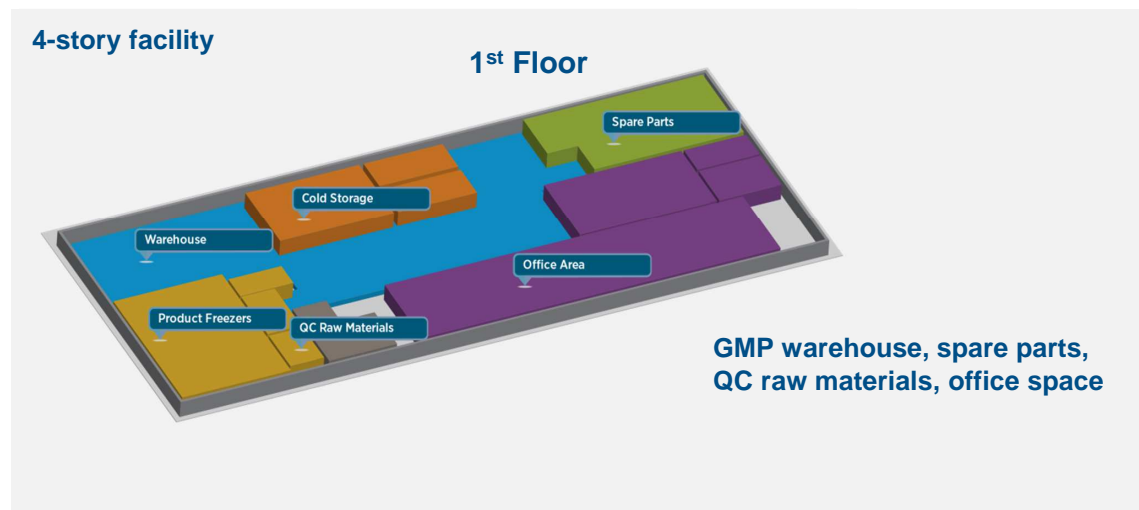 4-story facility
1st Floor
Spare Parts
Cold Storage
Warehouse
Office Area
Product Freezers
QC Raw Materials
GMP warehouse, spare parts,
QC raw materials, office space